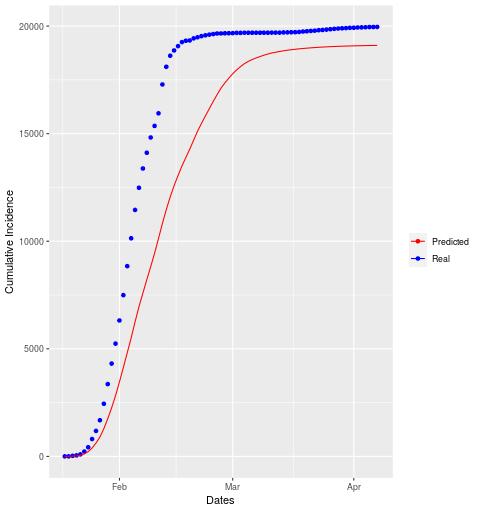 20000
15000
10000
5000
0
Cumulative Incidence
Feb
Mar
Apr
Dates
Predicted
Real